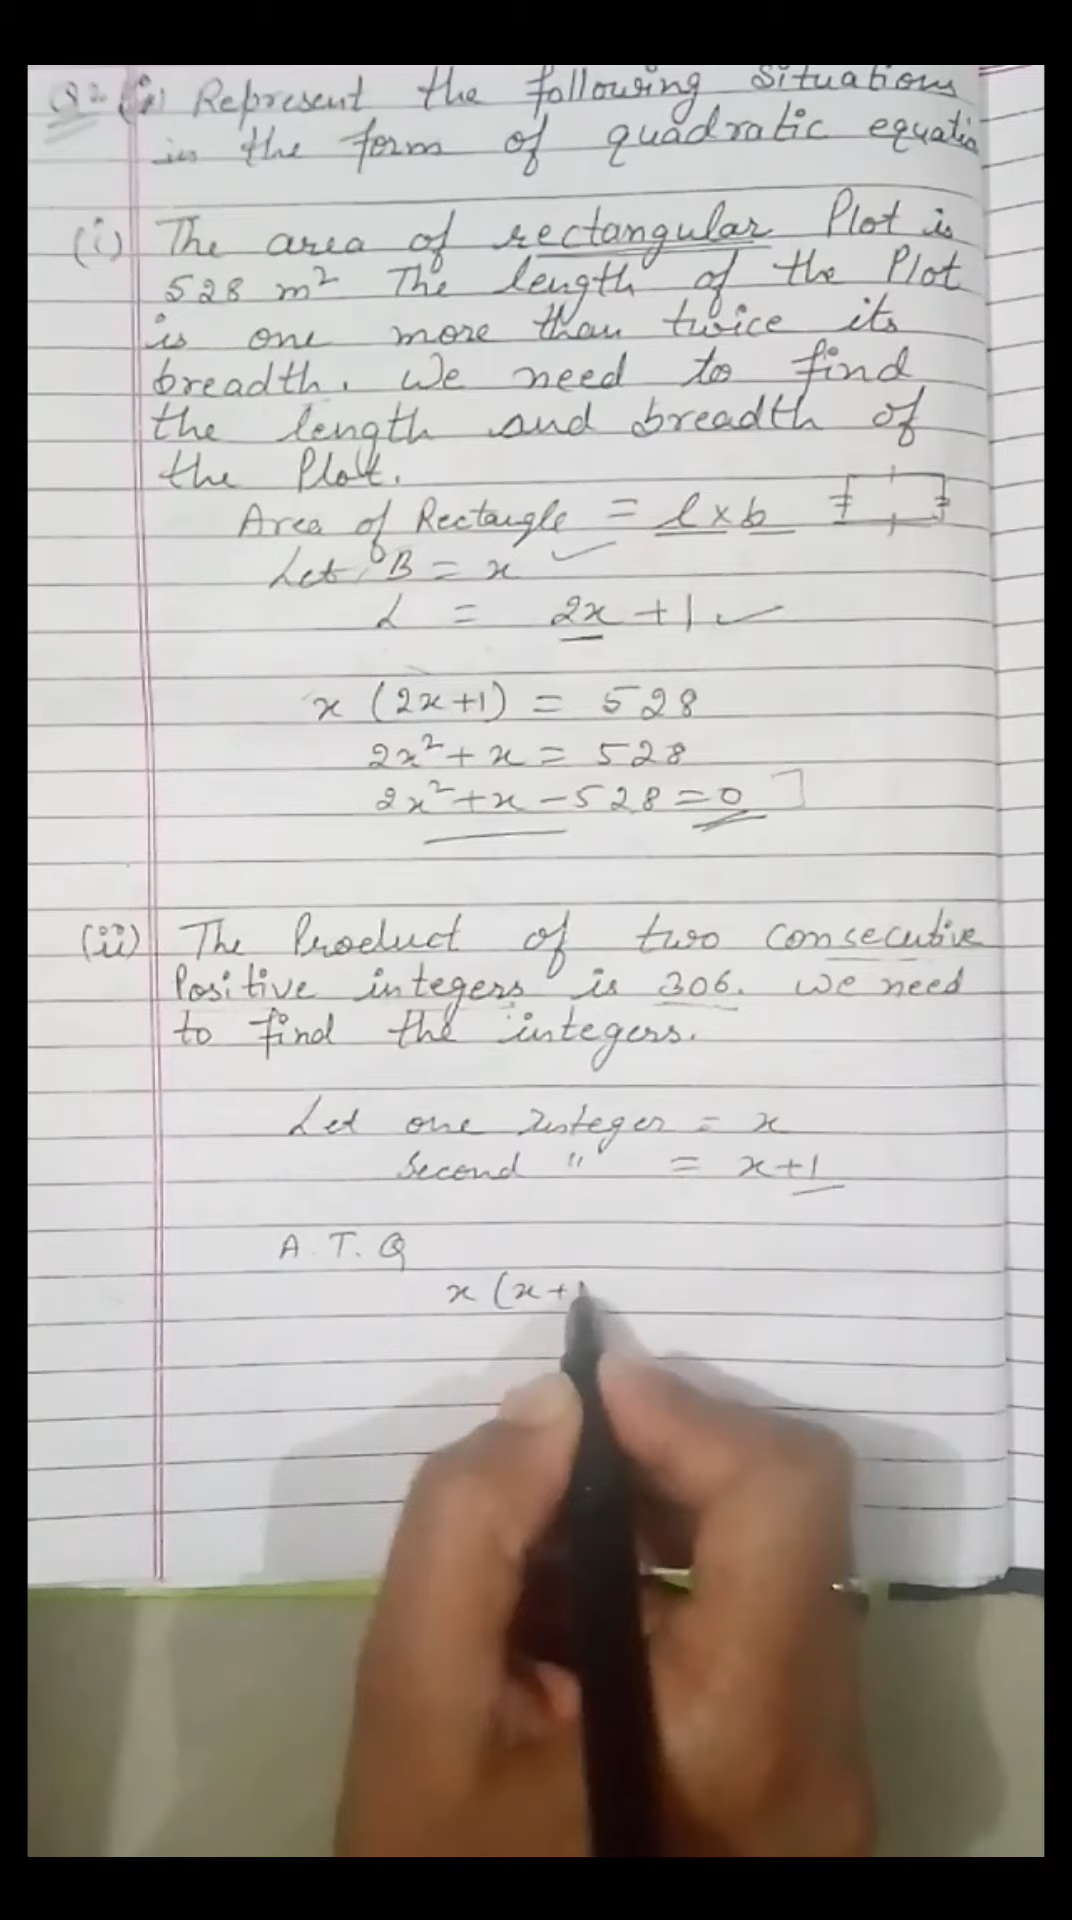 Q2 (i) Represent the following situations
in the form of quadratic equatio
(i) The area of rectangular Plot is
528 m² The length of the Plot
is one more than twice its
breadth. We need to find
the length and breadth of
the Plot.
Area of Rectangle = l x b
Let B = x
L = 2x + 1
x (2x+1) = 528
2x² + x = 528
2x² + x - 528 = 0
(ii) The Product of two consecutive
Positive integers is 306. We need
to find the integers.
Let one integer = x
Second " = x+1
A.T.Q
x (x+1